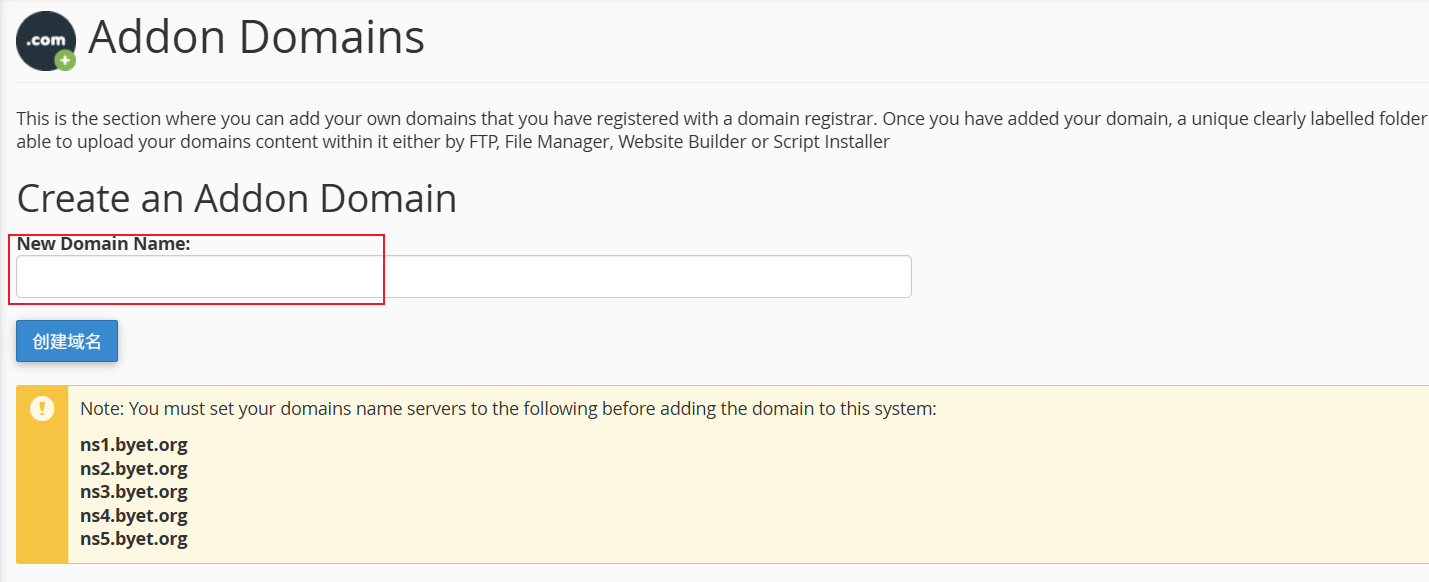 .com
Addon Domains
This is the section where you can add your own domains that you have registered with a domain registrar. Once you have added your domain, a unique clearly labelled folder
able to upload your domains content within it either by FTP, File Manager, Website Builder or Script Installer
Create an Addon Domain
New Domain Name:
创建域名
Note: You must set your domains name servers to the following before adding the domain to this system:
ns1.byet.org
ns2.byet.org
ns3.byet.org
ns4.byet.org
ns5.byet.org